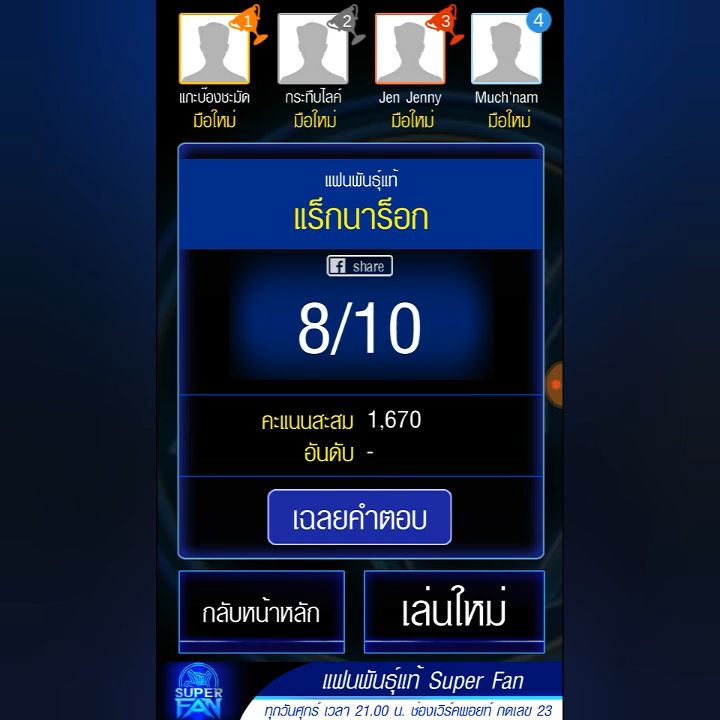 1
2
3
4
แกะบ๊องชะมัด
กระทืบไลค์
Jen Jenny
Much'nam
มือใหม่
มือใหม่
มือใหม่
มือใหม่
แฟนพันธุ์แท้
แร็กนาร็อก
f share
8/10
คะแนนสะสม 1,670
อันดับ -
เฉลยคำตอบ
กลับหน้าหลัก
เล่นใหม่
SUPER
FAN
แฟนพันธุ์แท้ Super Fan
ทุกวันศุกร์ เวลา 21.00 น. ช่องเวิร์คพอยท์ กดเลข 23